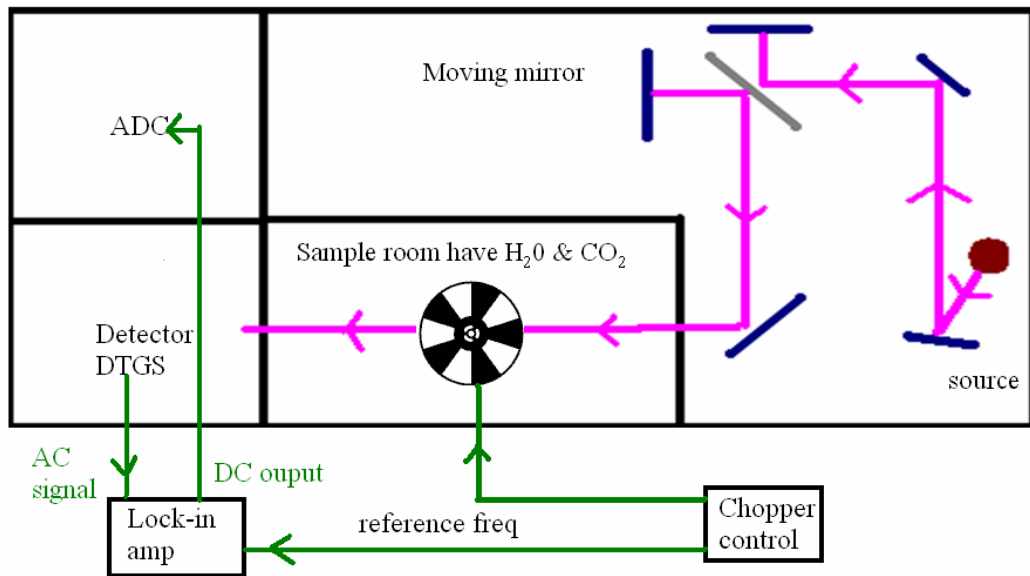 Moving mirror
ADC
Sample room have H₂0 & CO₂
Detector
DTGS
source
AC
signal
DC ouput
Lock-in
amp
reference freq
Chopper
control